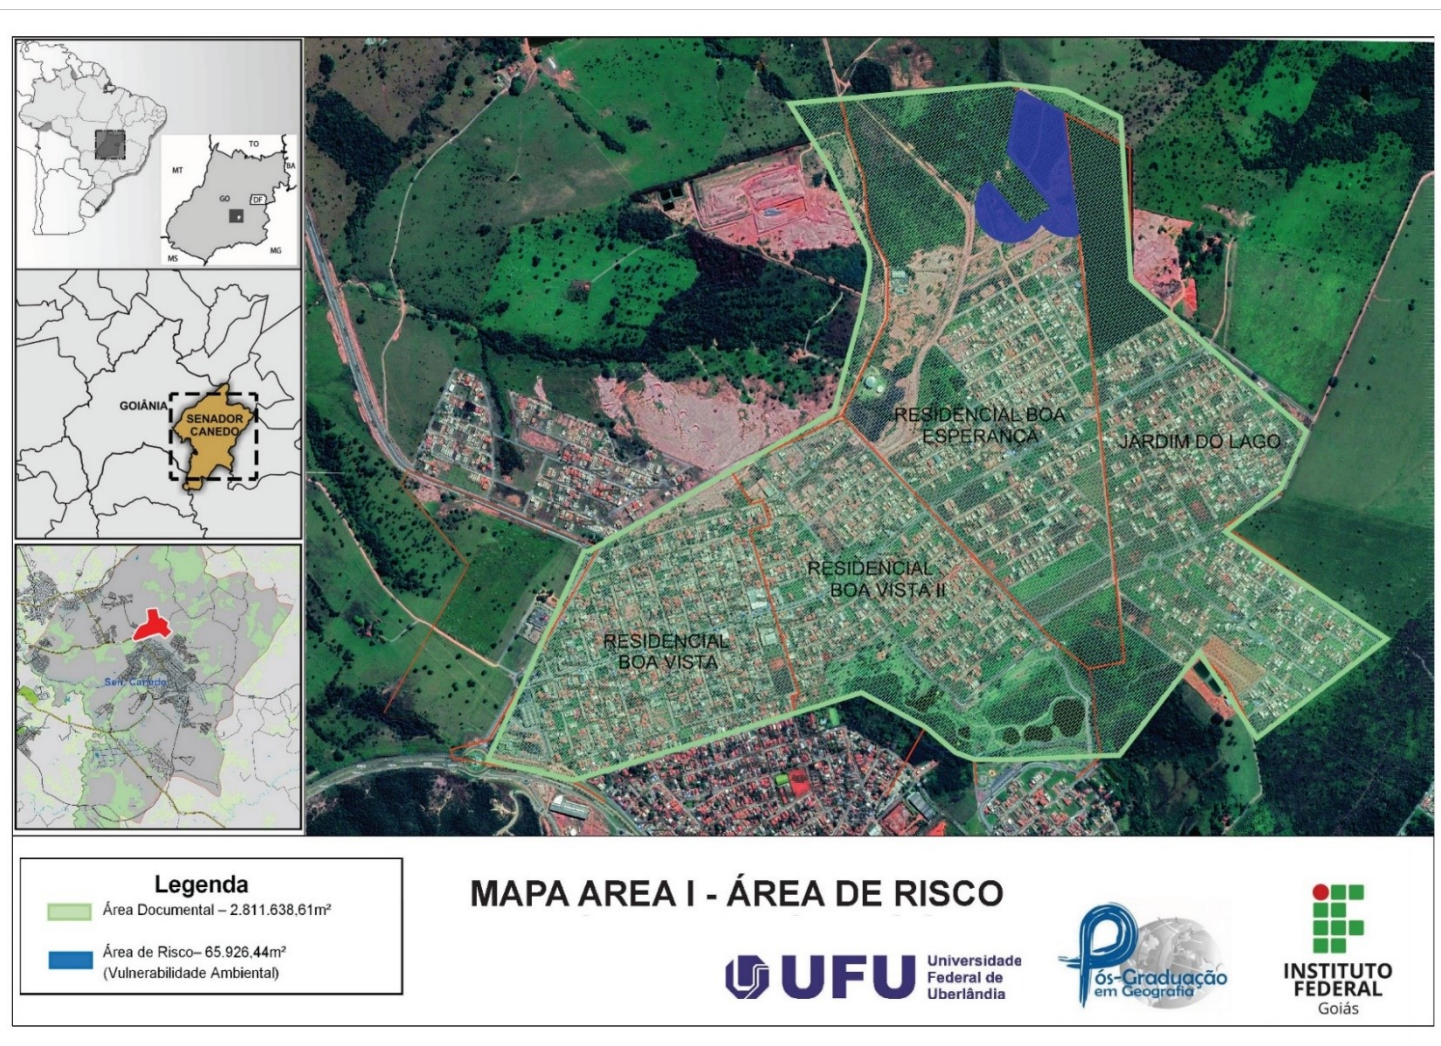 TO
BA
MT
GO
DF
MG
MS
GOIÂNIA
SENADOR
CANEDO
Sen. Canedo
RESIDENCIAL BOA
ESPERANÇA
JARDIM DO LAGO
RESIDENCIAL
BOA VISTA II
RESIDENCIAL
BOA VISTA
Legenda
Área Documental – 2.811.638,61m²
Área de Risco– 65.926,44m²
(Vulnerabilidade Ambiental)
MAPA AREA I - ÁREA DE RISCO
UFU
Universidade
Federal de
Uberlândia
Pós-Graduação
em Geografia
INSTITUTO
FEDERAL
Goiás